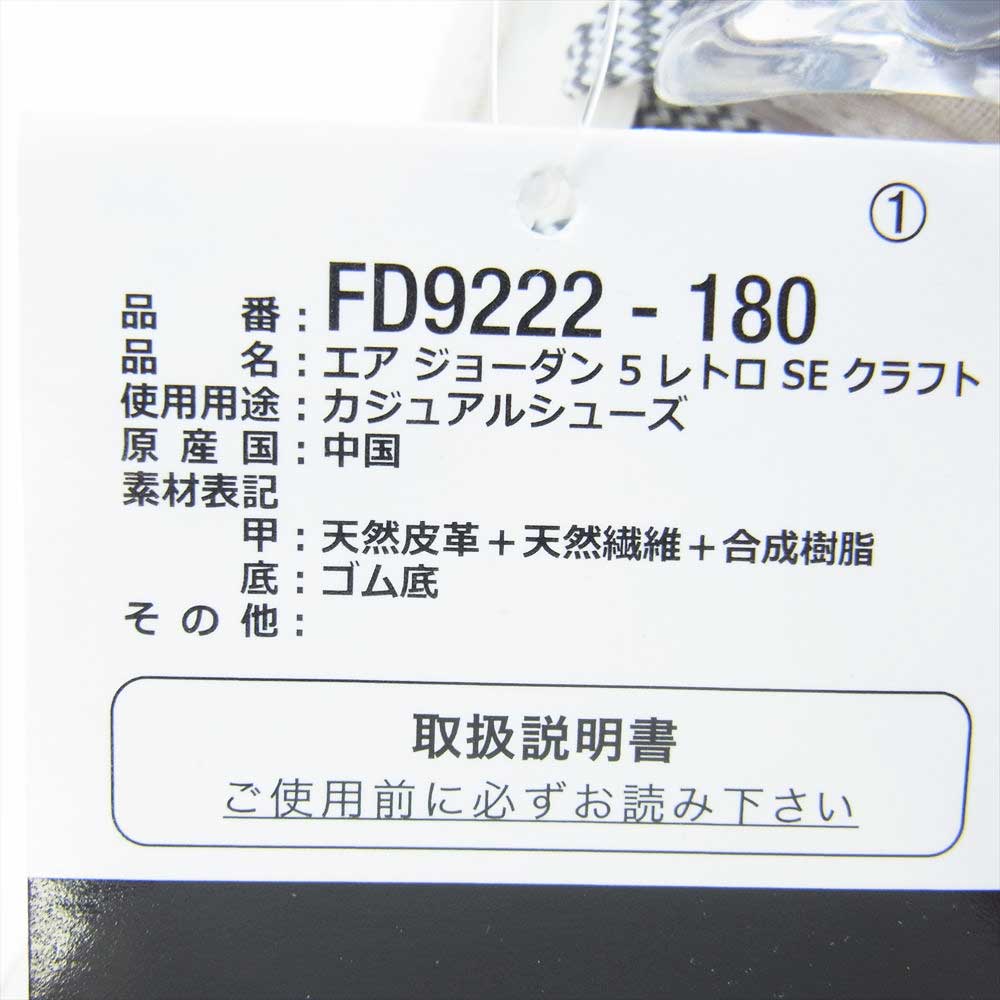 ①
品番：FD9222 - 180
品名：エア ジョーダン 5 レトロ SE クラフト
使用用途：カジュアルシューズ
原産国：中国
素材表記
甲：天然皮革＋天然繊維＋合成樹脂
底：ゴム底
その他：
取扱説明書
ご使用前に必ずお読み下さい